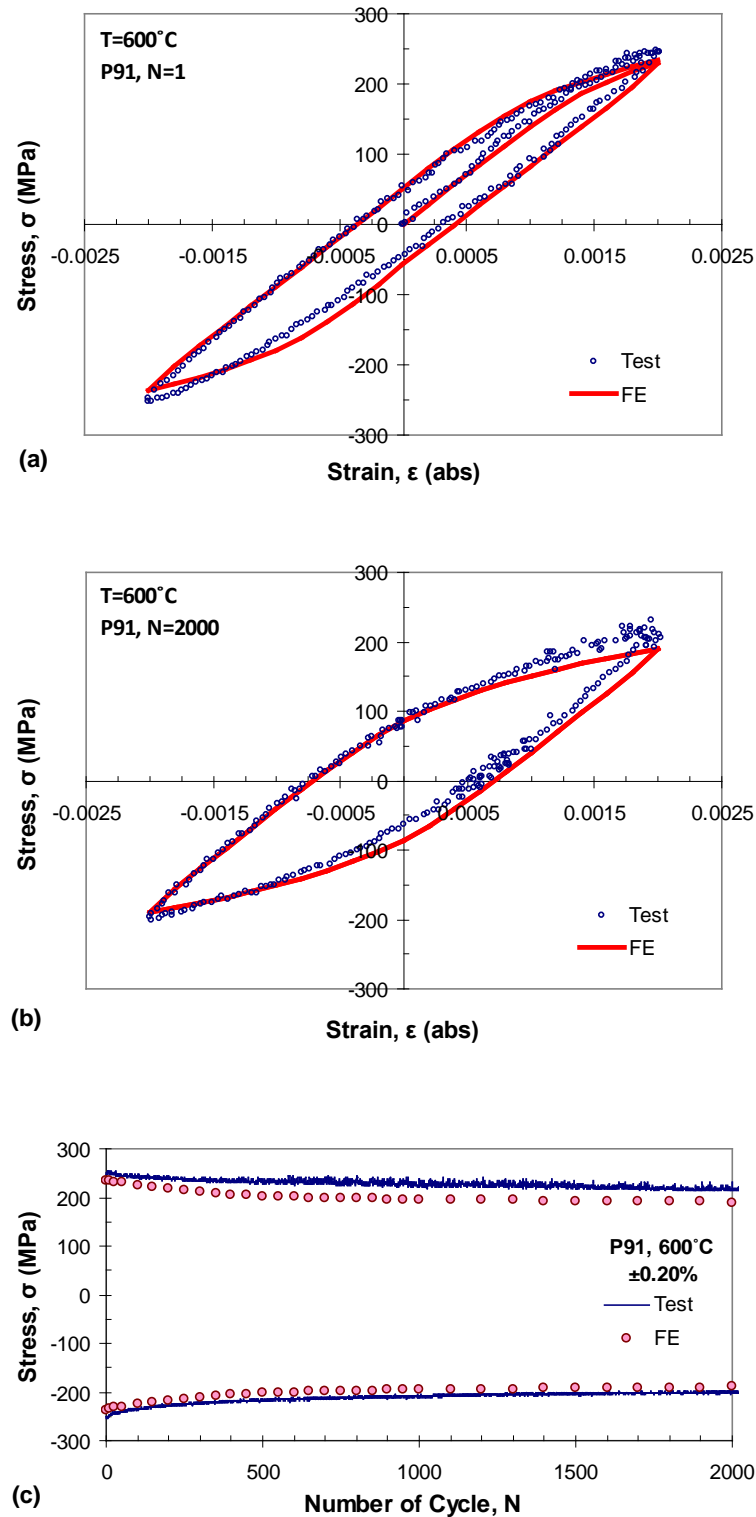 300
T=600˚C
P91, N=1
200
100
0
-0.0025 -0.0015 -0.0005 0.0005 0.0015 0.0025
-100
-200
-300
Stress, σ (MPa)
Test
FE
(a)
Strain, ε (abs)
300
T=600˚C
P91, N=2000
200
100
0
-0.0025 -0.0015 -0.0005 0.0005 0.0015 0.0025
-100
-200
-300
Stress, σ (MPa)
Test
FE
(b)
Strain, ε (abs)
300
200
100
0
-100
-200
-300
Stress, σ (MPa)
P91, 600˚C
±0.20%
Test
FE
0 500 1000 1500 2000
(c)
Number of Cycle, N